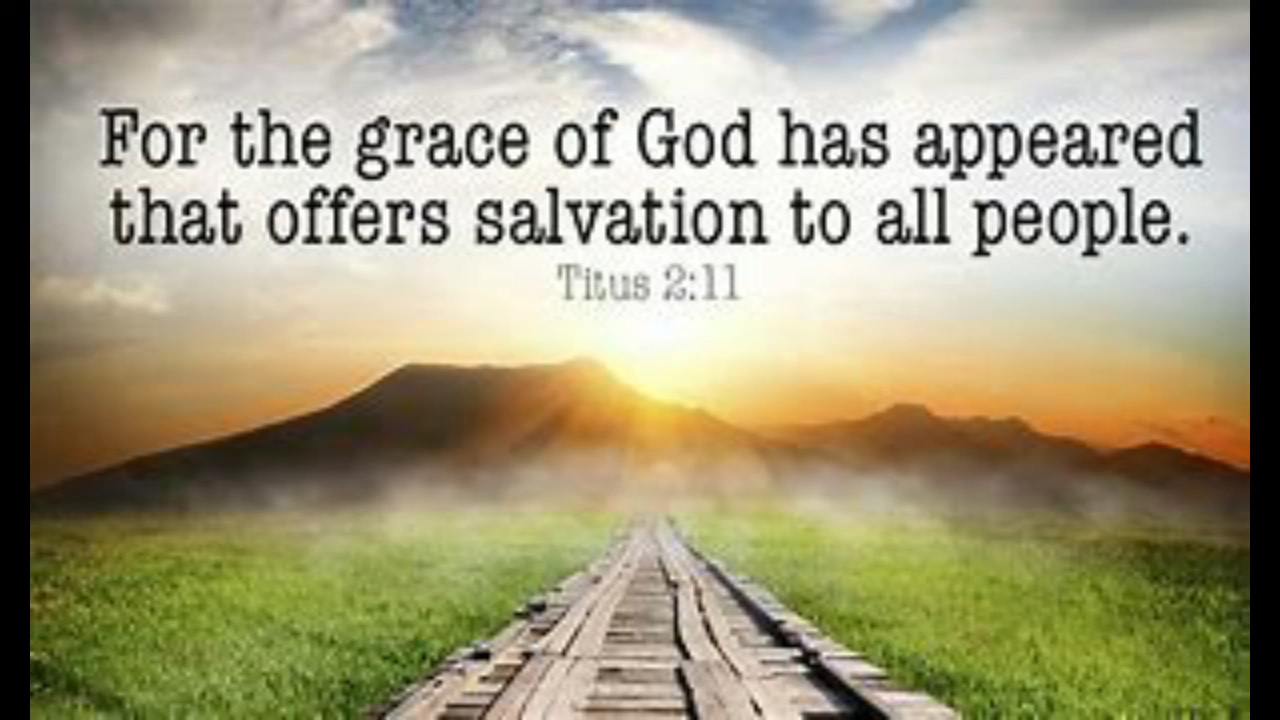 For the grace of God has appeared
that offers salvation to all people.
Titus 2:11